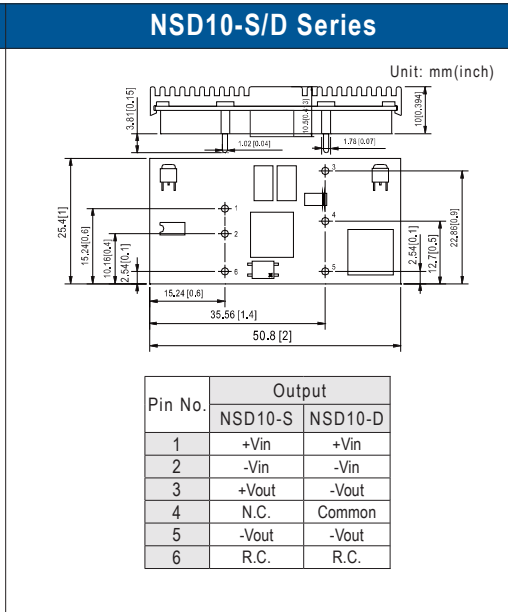 NSD10-S/D Series
Unit: mm(inch)
3.81[0.15]
10[0.394]
1.02 [0.04]
1.78 [0.07]
3
1
4
2
6
5
25.4[1]
15.24[0.6]
10.16[0.4]
2.54[0.1]
2.54[0.1]
12.7[0.5]
22.86[0.9]
15.24 [0.6]
35.56 [1.4]
50.8 [2]
Pin No. Output
NSD10-S NSD10-D
1 +Vin +Vin
2 -Vin -Vin
3 +Vout -Vout
4 N.C. Common
5 -Vout -Vout
6 R.C. R.C.